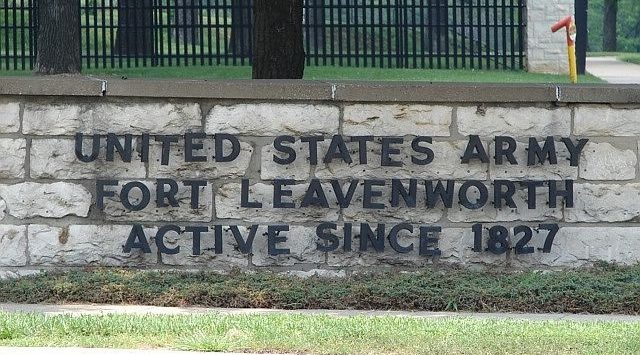 UNITED STATES ARMY
FORT LEAVENWORTH
ACTIVE SINCE 1827